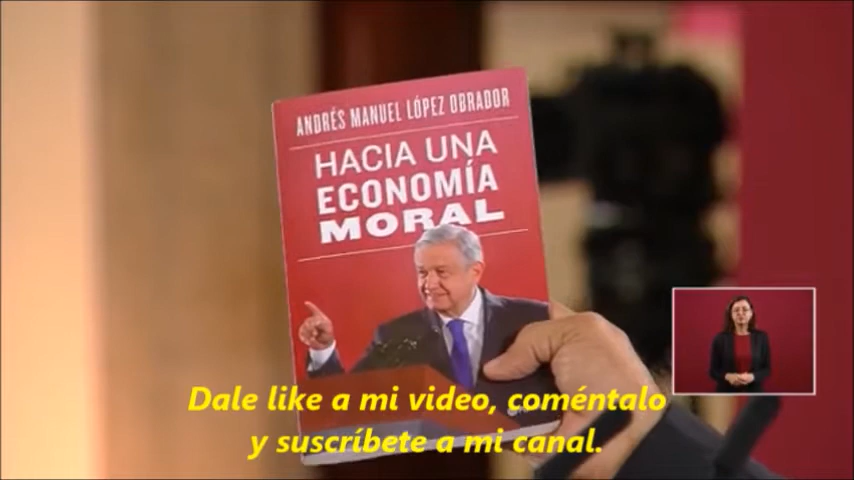 ANDRÉS MANUEL LÓPEZ OBRADOR
HACIA UNA
ECONOMÍA
MORAL
Dale like a mi video, coméntalo
y suscríbete a mi canal.